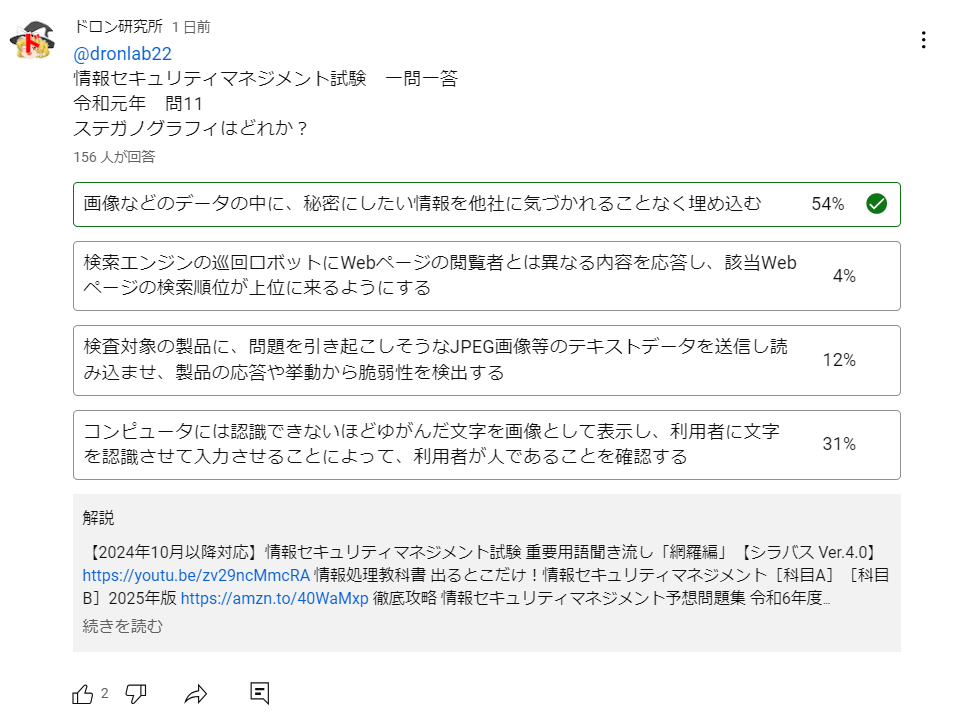 ドロン研究所 1 日前
@dronlab22
情報セキュリティマネジメント試験　一問一答
令和元年　問11
ステガノグラフィはどれか？
156 人が回答
画像などのデータの中に、秘密にしたい情報を他社に気づかれることなく埋め込む 54%
検索エンジンの巡回ロボットにWebページの閲覧者とは異なる内容を応答し、該当Web
ページの検索順位が上位に来るようにする 4%
検査対象の製品に、問題を引き起こしそうなJPEG画像等のテキストデータを送信し読
み込ませ、製品の応答や挙動から脆弱性を検出する 12%
コンピュータには認識できないほどゆがんだ文字を画像として表示し、利用者に文字
を認識させて入力させることによって、利用者が人であることを確認する 31%
解説
【2024年10月以降対応】情報セキュリティマネジメント試験 重要用語聞き流し「網羅編」【シラバス Ver.4.0】
https://youtu.be/zv29ncMmcRA 情報処理教科書 出るとこだけ！情報セキュリティマネジメント［科目A］［科目
B］2025年版 https://amzn.to/40WaMxp 徹底攻略 情報セキュリティマネジメント予想問題集 令和6年度...
続きを読む
2